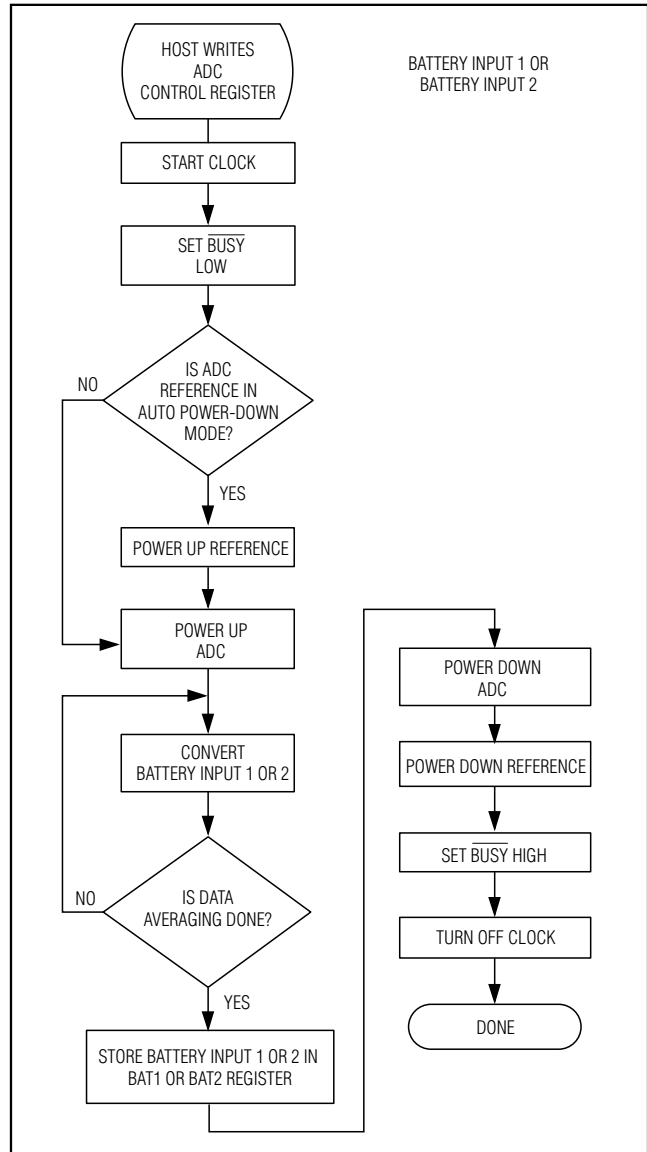 HOST WRITES
ADC
CONTROL REGISTER
BATTERY INPUT 1 OR
BATTERY INPUT 2
START CLOCK
SET B̅U̅S̅Y̅
LOW
IS ADC
REFERENCE IN
AUTO POWER-DOWN
MODE?
NO
YES
POWER UP REFERENCE
POWER UP
ADC
CONVERT
BATTERY INPUT 1 OR 2
IS DATA
AVERAGING DONE?
NO
YES
STORE BATTERY INPUT 1 OR 2 IN
BAT1 OR BAT2 REGISTER
POWER DOWN
ADC
POWER DOWN REFERENCE
SET B̅U̅S̅Y̅ HIGH
TURN OFF CLOCK
DONE